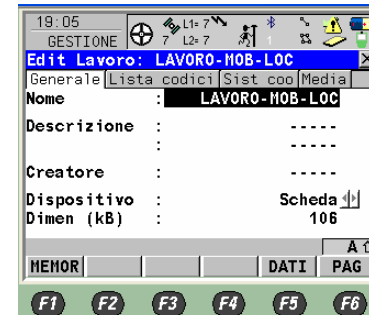 19:05
GESTIONE
L1= 7
7 L2= 7
1
Edit Lavoro: LAVORO-MOB-LOC X
Generale Lista codici Sist coo Media
Nome : LAVORO-MOB-LOC
Descrizione : -----
: -----
Creatore : -----
Dispositivo : Scheda
Dimen (kB) : 106
A
MEMOR DATI PAG
F1 F2 F3 F4 F5 F6